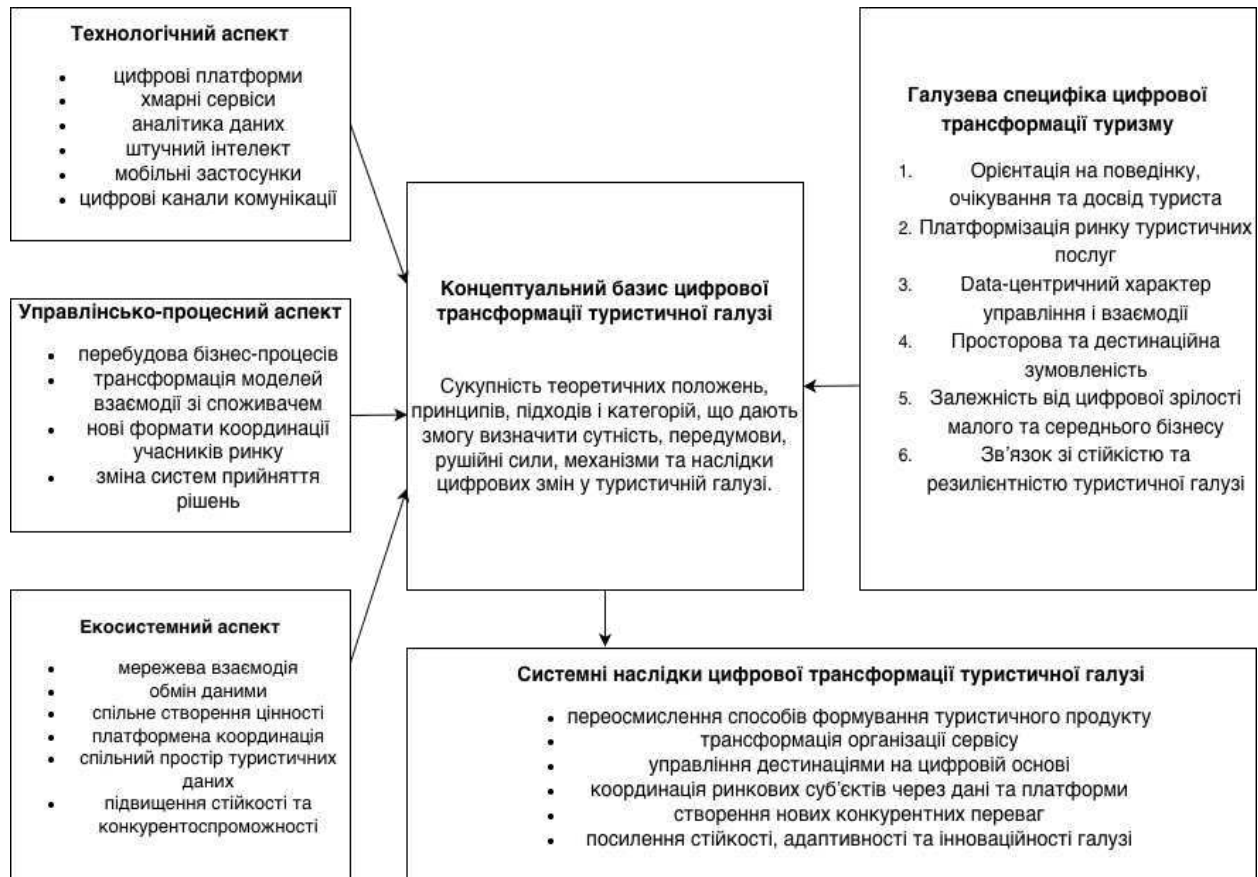 Технологічний аспект
• цифрові платформи
• хмарні сервіси
• аналітика даних
• штучний інтелект
• мобільні застосунки
• цифрові канали комунікації
Управлінсько-процесний аспект
• перебудова бізнес-процесів
• трансформація моделей
взаємодії зі споживачем
• нові формати координації
учасників ринку
• зміна систем прийняття
рішень
Екосистемний аспект
• мережева взаємодія
• обмін даними
• спільне створення цінності
• платформена координація
• спільний простір туристичних
даних
• підвищення стійкості та
конкурентоспроможності
Концептуальний базис цифрової
трансформації туристичної галузі
Сукупність теоретичних положень,
принципів, підходів і категорій, що дають
змогу визначити сутність, передумови,
рушійні сили, механізми та наслідки
цифрових змін у туристичній галузі.
Галузева специфіка цифрової
трансформації туризму
1. Орієнтація на поведінку,
очікування та досвід туриста
2. Платформізація ринку туристичних
послуг
3. Data-центричний характер
управління і взаємодії
4. Просторова та дестинаційна
зумовленість
5. Залежність від цифрової зрілості
малого та середнього бізнесу
6. Зв'язок зі стійкістю та
резилієнтністю туристичної галузі
Системні наслідки цифрової трансформації туристичної галузі
• переосмислення способів формування туристичного продукту
• трансформація організації сервісу
• управління дестинаціями на цифровій основі
• координація ринкових суб'єктів через дані та платформи
• створення нових конкурентних переваг
• посилення стійкості, адаптивності та інноваційності галузі